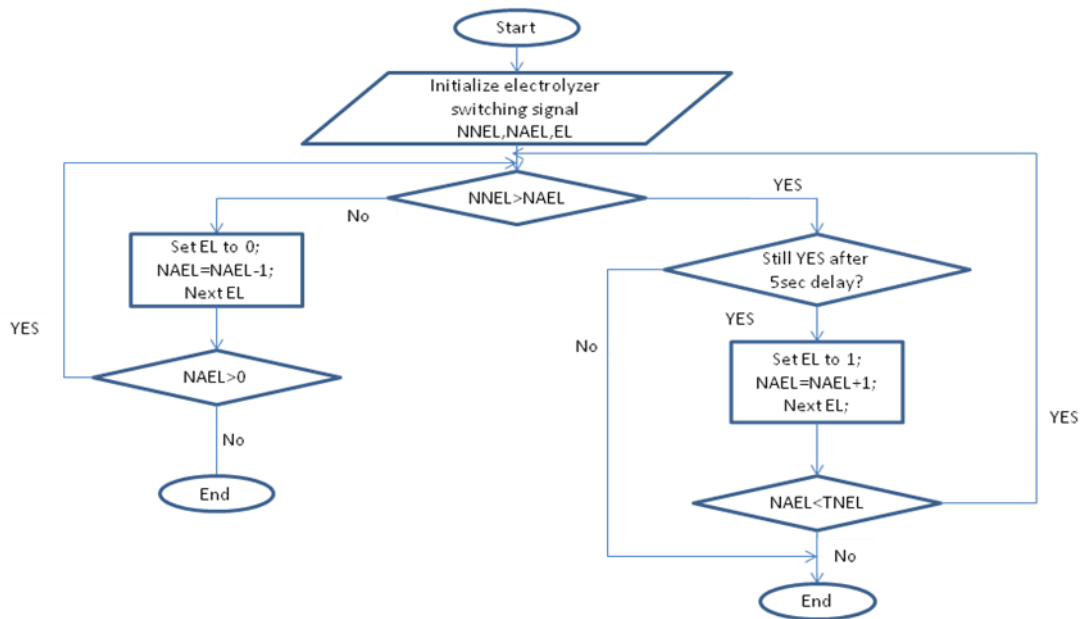 Start
Initialize electrolyzer
switching signal
NNEL,NAEL,EL
NNEL>NAEL
YES
No
Set EL to 0;
NAEL=NAEL-1;
Next EL
Still YES after
5sec delay?
YES
YES
No
Set EL to 1;
NAEL=NAEL+1;
Next EL;
NAEL>0
YES
No
NAEL<TNEL
End
No
End